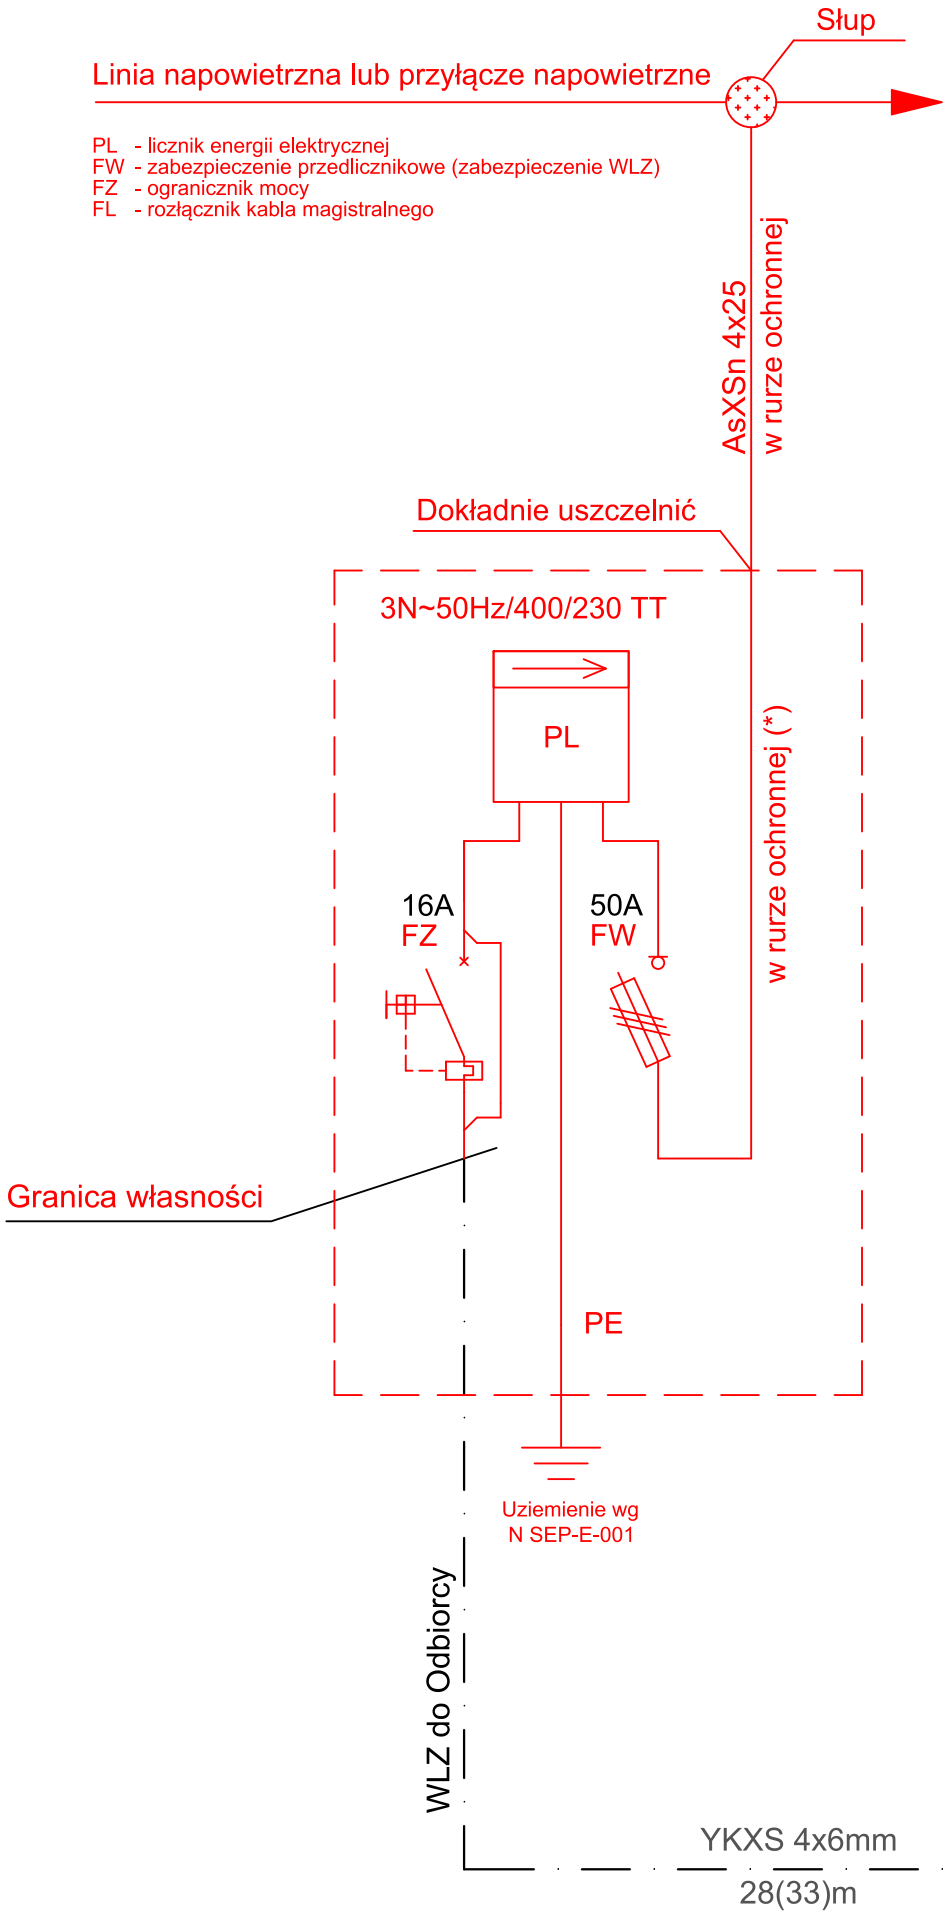 Słup
Linia napowietrzna lub przyłącze napowietrzne
PL - licznik energii elektrycznej
FW - zabezpieczenie przedlicznikowe (zabezpieczenie WLZ)
FZ - ogranicznik mocy
FL - rozłącznik kabla magistralnego
AsXSn 4x25
w rurze ochronnej
Dokładnie uszczelnić
3N~50Hz/400/230 TT
PL
w rurze ochronnej (*)
16A
FZ
50A
FW
Granica własności
PE
Uziemienie wg
N SEP-E-001
WLZ do Odbiorcy
YKXS 4x6mm
28(33)m